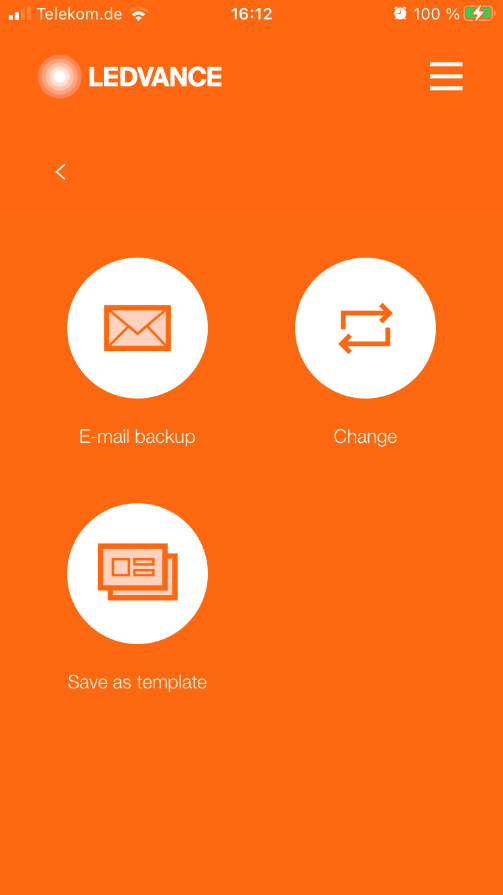 Telekom.de 16:12 100 %
LEDVANCE
E-mail backup Change
Save as template